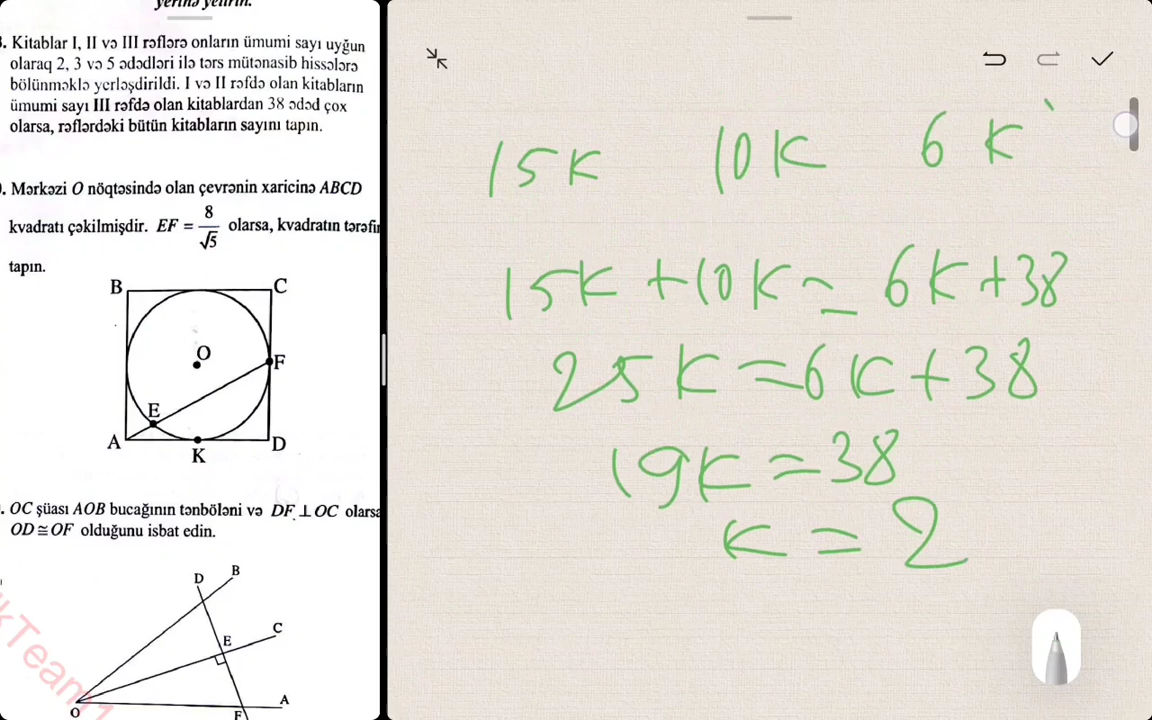 yerinə yetirin.
. Kitablar I, II və III rəflərə onların ümumi sayı uyğun
olaraq 2, 3 və 5 ədədləri ilə tərs mütənasib hissələrə
bölünməklə yerləşdirildi. I və II rəfdə olan kitabların
ümumi sayı III rəfdə olan kitablardan 38 ədəd çox
olarsa, rəflərdəki bütün kitabların sayını tapın.
. Mərkəzi O nöqtəsində olan çevrənin xaricinə ABCD
kvadratı çəkilmişdir. EF = 8/√5 olarsa, kvadratın
tapın.
B C
O
F
E
A K D
. OC şüası AOB bucağının tənböləni və DF ⊥ OC olarsa
OD ≅ OF olduğunu isbat edin.
D B
E C
O F A
15K 10K 6K
15K+10K=6K+38
25K=6K+38
19K=38
K=2